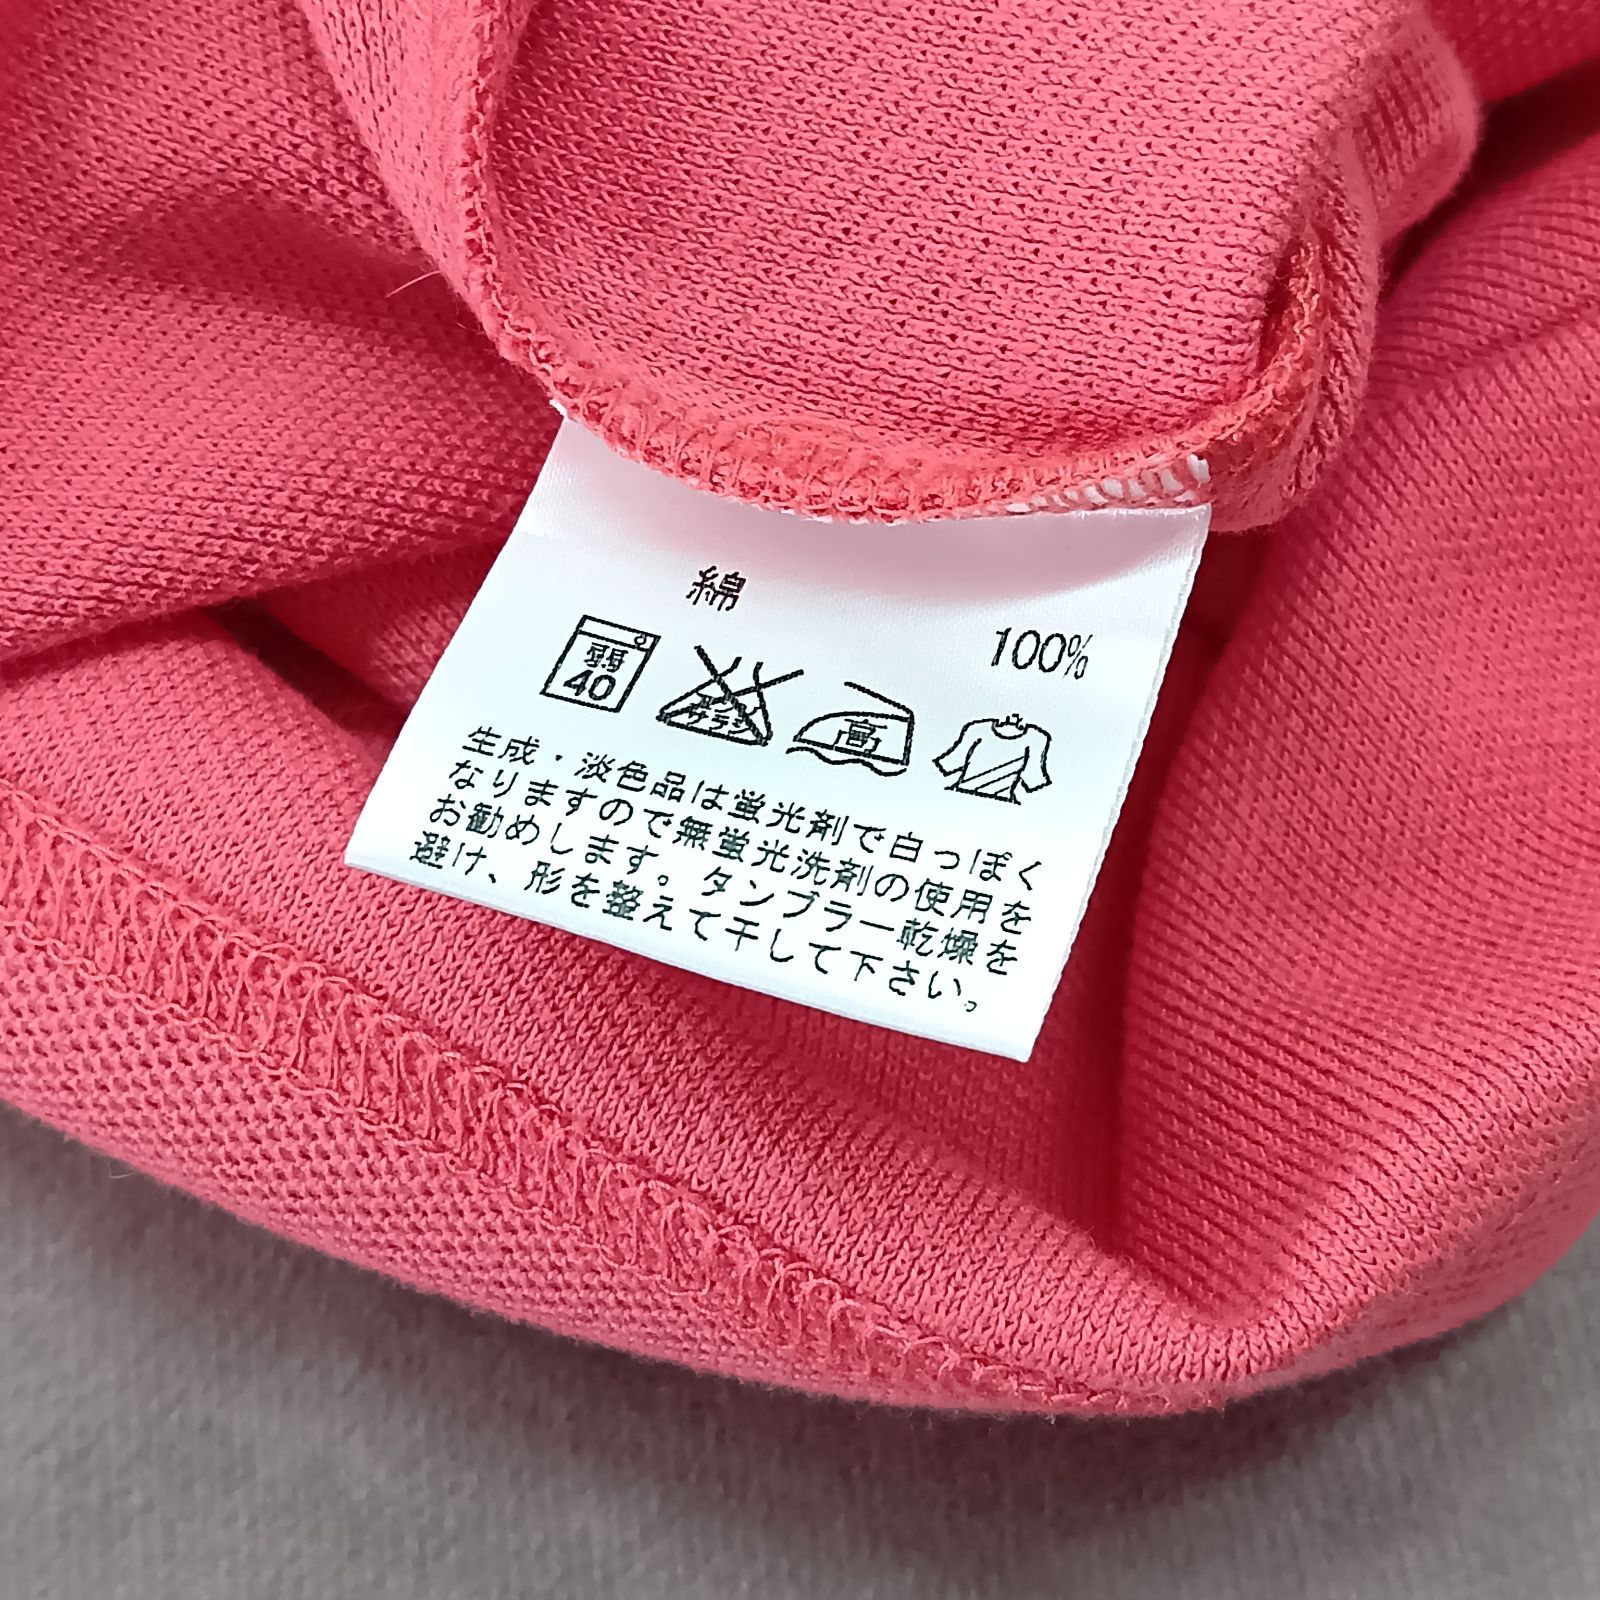 綿
100%
弱
40
エンソ
サラシ
高
生成・淡色品は蛍光剤で白っぽく
なりますので無蛍光洗剤の使用を
お勧めします。タンブラー乾燥を
避け、形を整えて干して下さい。